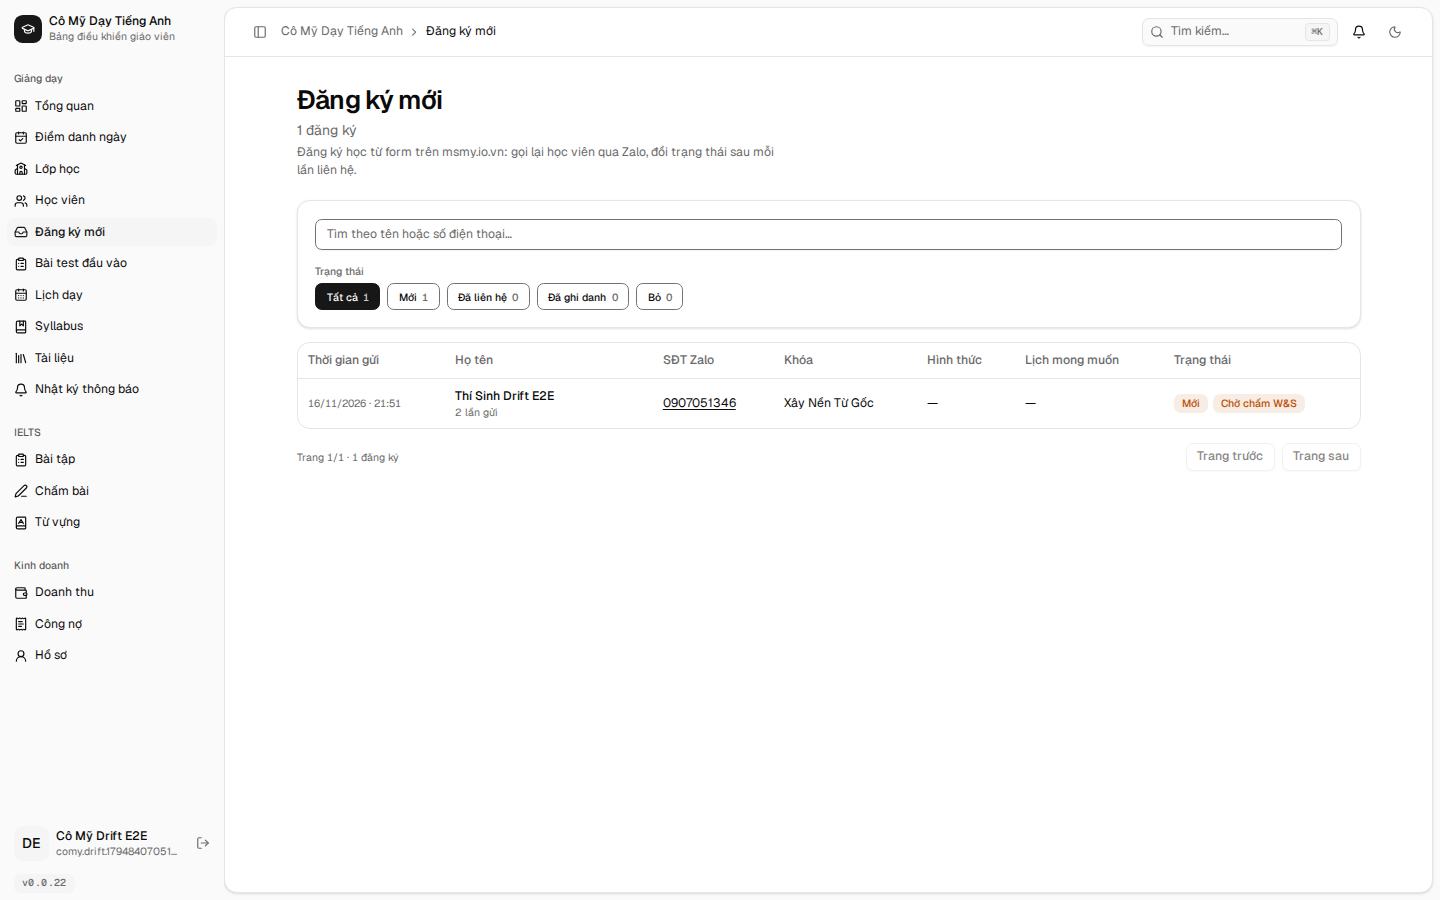 Cô Mỹ Dạy Tiếng Anh
Bảng điều khiển giáo viên
Giảng dạy
Tổng quan
Điểm danh ngày
Lớp học
Học viên
Đăng ký mới
Bài test đầu vào
Lịch dạy
Syllabus
Tài liệu
Nhật ký thông báo
IELTS
Bài tập
Chấm bài
Từ vựng
Kinh doanh
Doanh thu
Công nợ
Hồ sơ
DE
Cô Mỹ Drift E2E
comy.drift.17948407051...
v0.0.22
Cô Mỹ Dạy Tiếng Anh > Đăng ký mới
Tìm kiếm... ⌘K
Đăng ký mới
1 đăng ký
Đăng ký học từ form trên msmy.io.vn: gọi lại học viên qua Zalo, đổi trạng thái sau mỗi
lần liên hệ.
Tìm theo tên hoặc số điện thoại...
Trạng thái
Tất cả 1 Mới 1 Đã liên hệ 0 Đã ghi danh 0 Bỏ 0
Thời gian gửi Họ tên SĐT Zalo Khóa Hình thức Lịch mong muốn Trạng thái
16/11/2026 · 21:51 Thí Sinh Drift E2E 0907051346 Xây Nền Từ Gốc — — Mới Chờ chấm W&S
2 lần gửi
Trang 1/1 · 1 đăng ký
Trang trước Trang sau